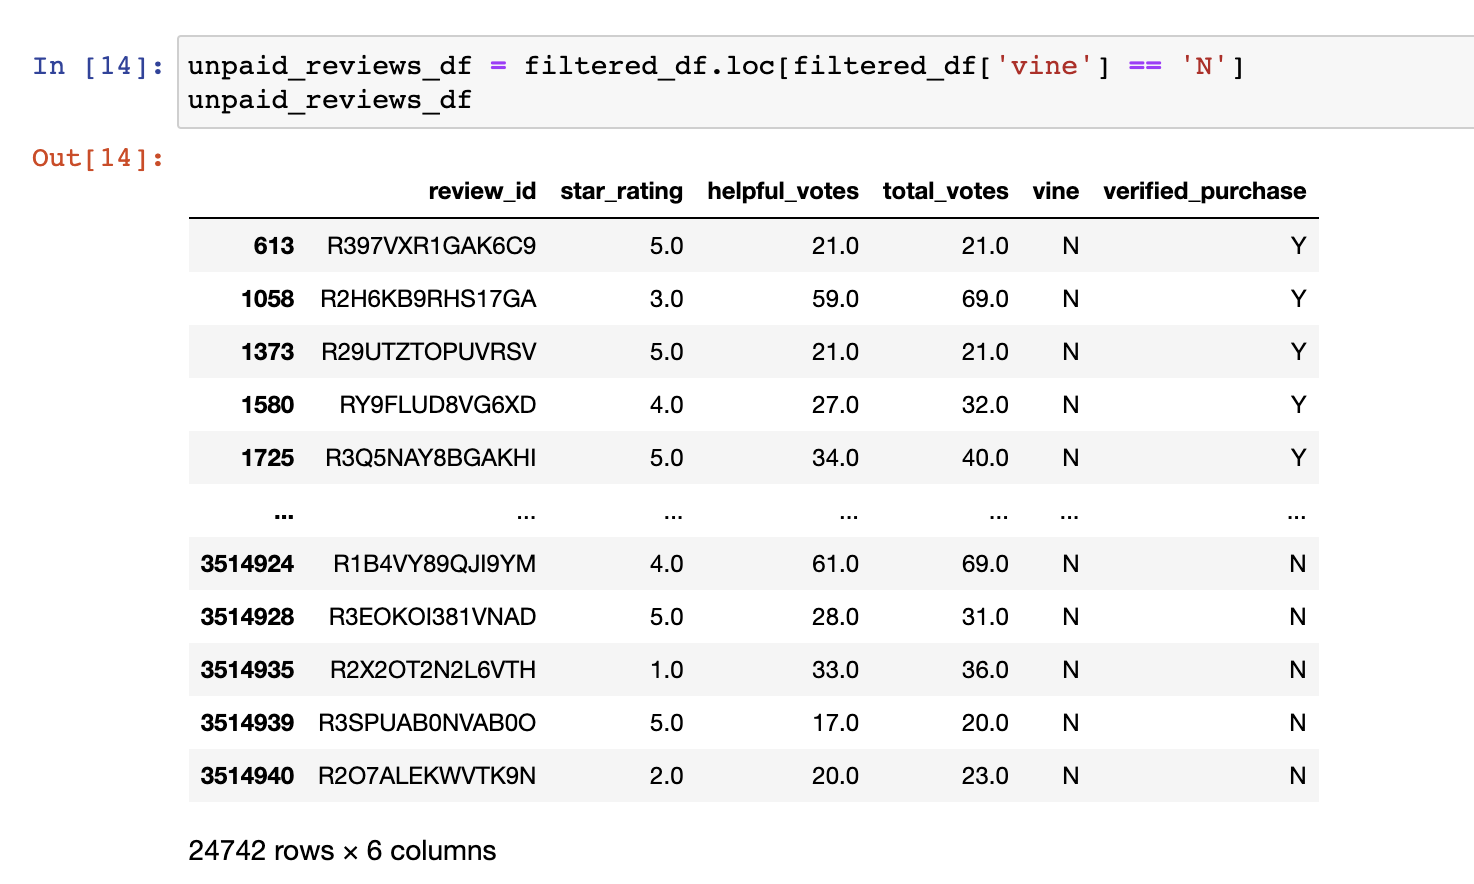 In [14]: unpaid_reviews_df = filtered_df.loc[filtered_df['vine'] == 'N']
unpaid_reviews_df
Out[14]:
review_id star_rating helpful_votes total_votes vine verified_purchase
613 R397VXR1GAK6C9 5.0 21.0 21.0 N Y
1058 R2H6KB9RHS17GA 3.0 59.0 69.0 N Y
1373 R29UTZTOPUVRSV 5.0 21.0 21.0 N Y
1580 RY9FLUD8VG6XD 4.0 27.0 32.0 N Y
1725 R3Q5NAY8BGAKHI 5.0 34.0 40.0 N Y
... ... ... ... ... ... ...
3514924 R1B4VY89QJI9YM 4.0 61.0 69.0 N N
3514928 R3EOKOI381VNAD 5.0 28.0 31.0 N N
3514935 R2X2OT2N2L6VTH 1.0 33.0 36.0 N N
3514939 R3SPUAB0NVAB0O 5.0 17.0 20.0 N N
3514940 R2O7ALEKWVTK9N 2.0 20.0 23.0 N N
24742 rows × 6 columns